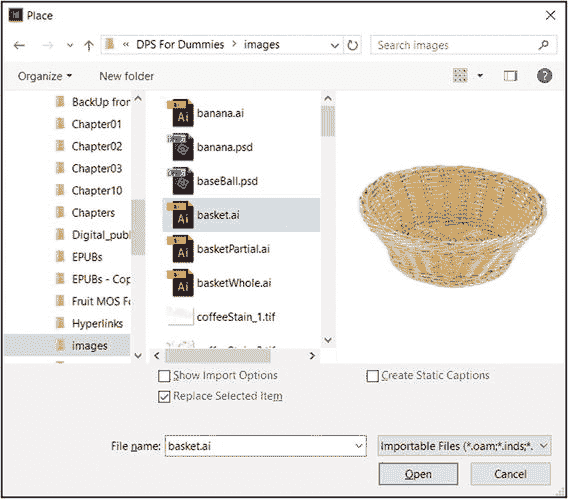 Place
« DPS For Dummies > images
Search images
Organize
New folder
BackUp from
Chapter01
Chapter02
Chapter03
Chapter10
Chapters
Digital_publ
EPUBs
EPUBs - Cop
Fruit MOS Fo
Hyperlinks
images
banana.ai
banana.psd
baseBall.psd
basket.ai
basketPartial.ai
basketWhole.ai
coffeeStain_1.tif
Show Import Options
Create Static Captions
Replace Selected Item
File name: basket.ai
Importable Files (*.oam;*.inds;*.
Open
Cancel